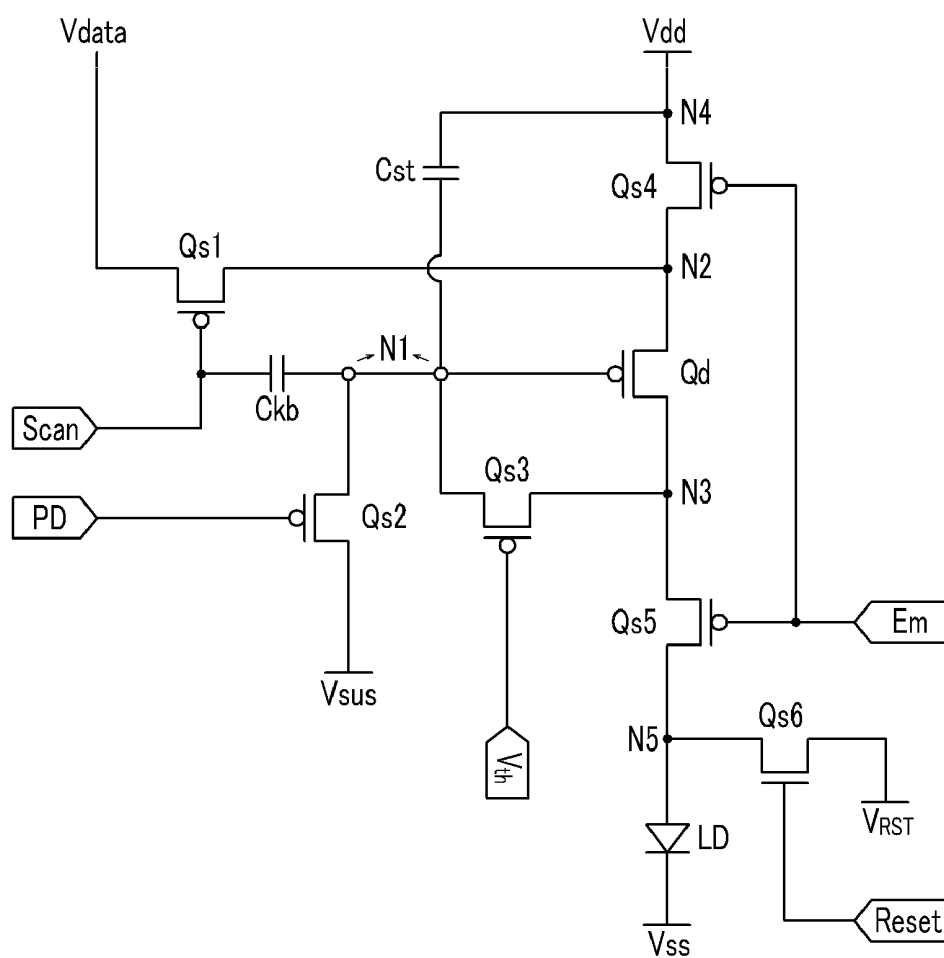 Vdata
Vdd
N4
Cst
Qs4
Qs1
N2
N1
Qd
Ckb
Scan
Qs3
N3
PD
Qs2
Qs5
Em
Vsus
Qs6
N5
Vth
VRST
LD
Reset
Vss